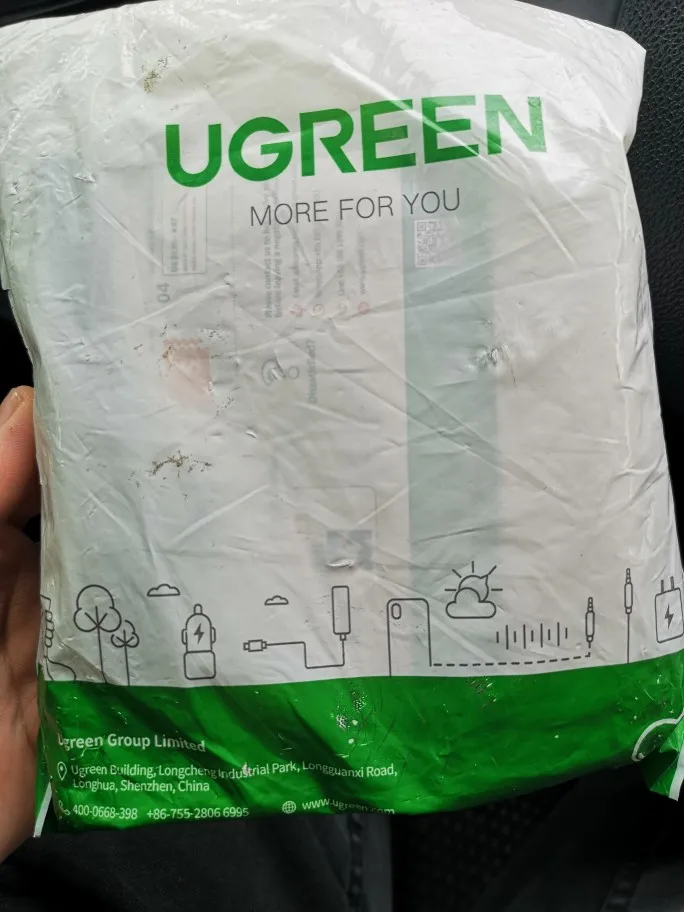 UGREEN
MORE FOR YOU
04
Ugreen Group Limited
Ugreen Building, Longcheng Industrial Park, Longguanxi Road,
Longhua, Shenzhen, China
400-0668-398 +86-755-2806 6995 www.ugreen.com